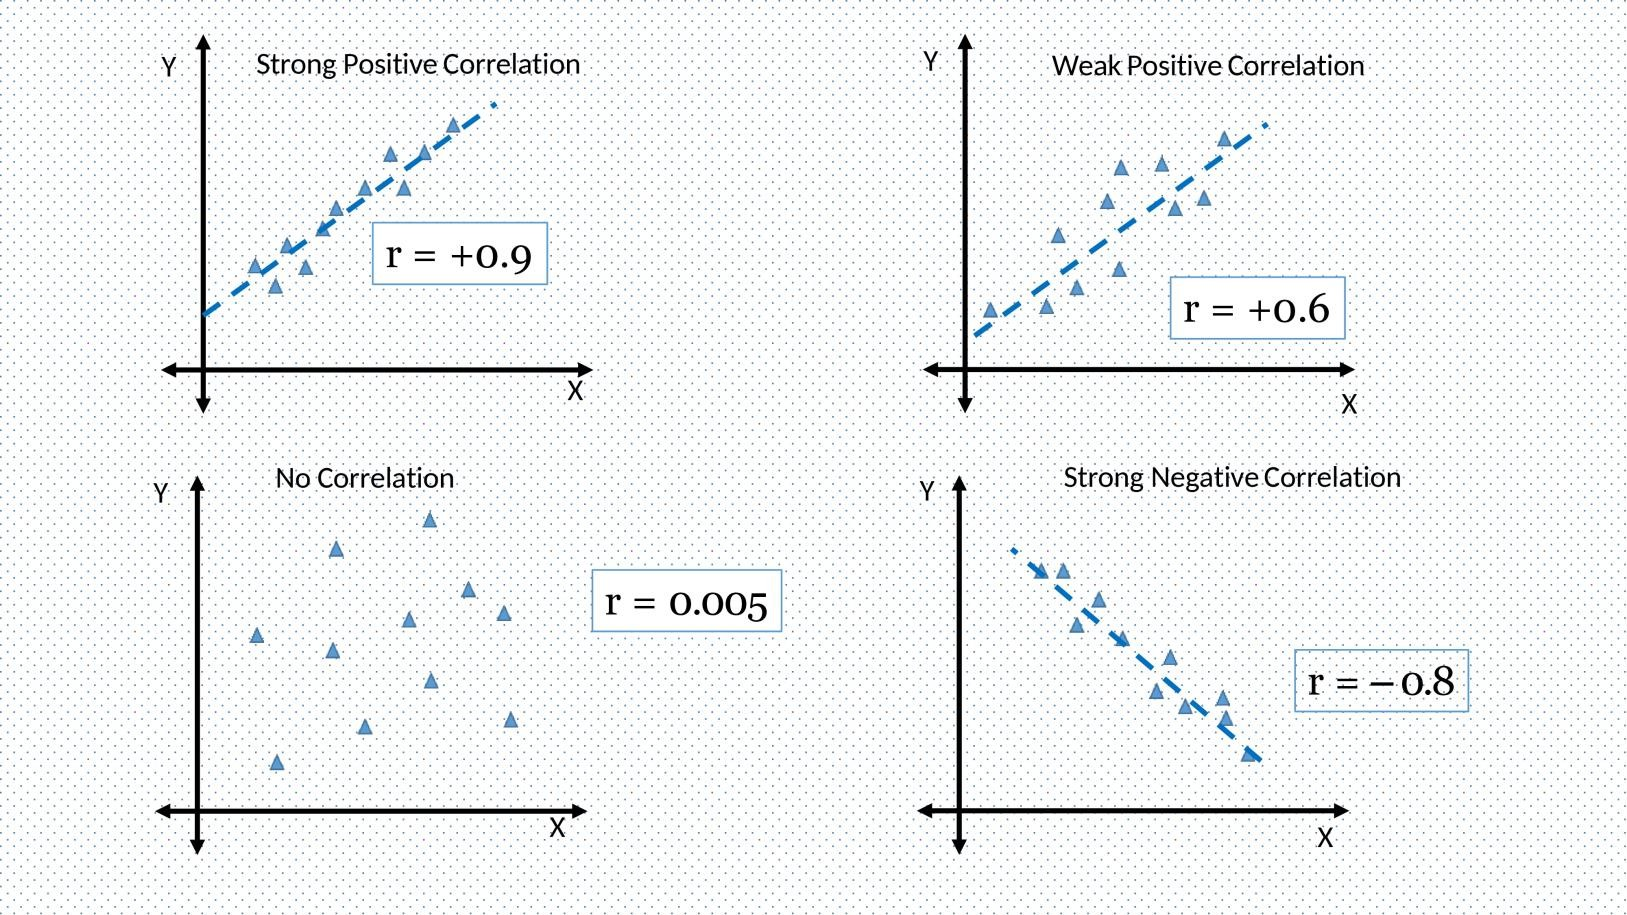 Y
Strong Positive Correlation
r = +0.9
X
Y
Weak Positive Correlation
r = +0.6
X
Y
No Correlation
r = 0.005
X
Y
Strong Negative Correlation
r = – 0.8
X